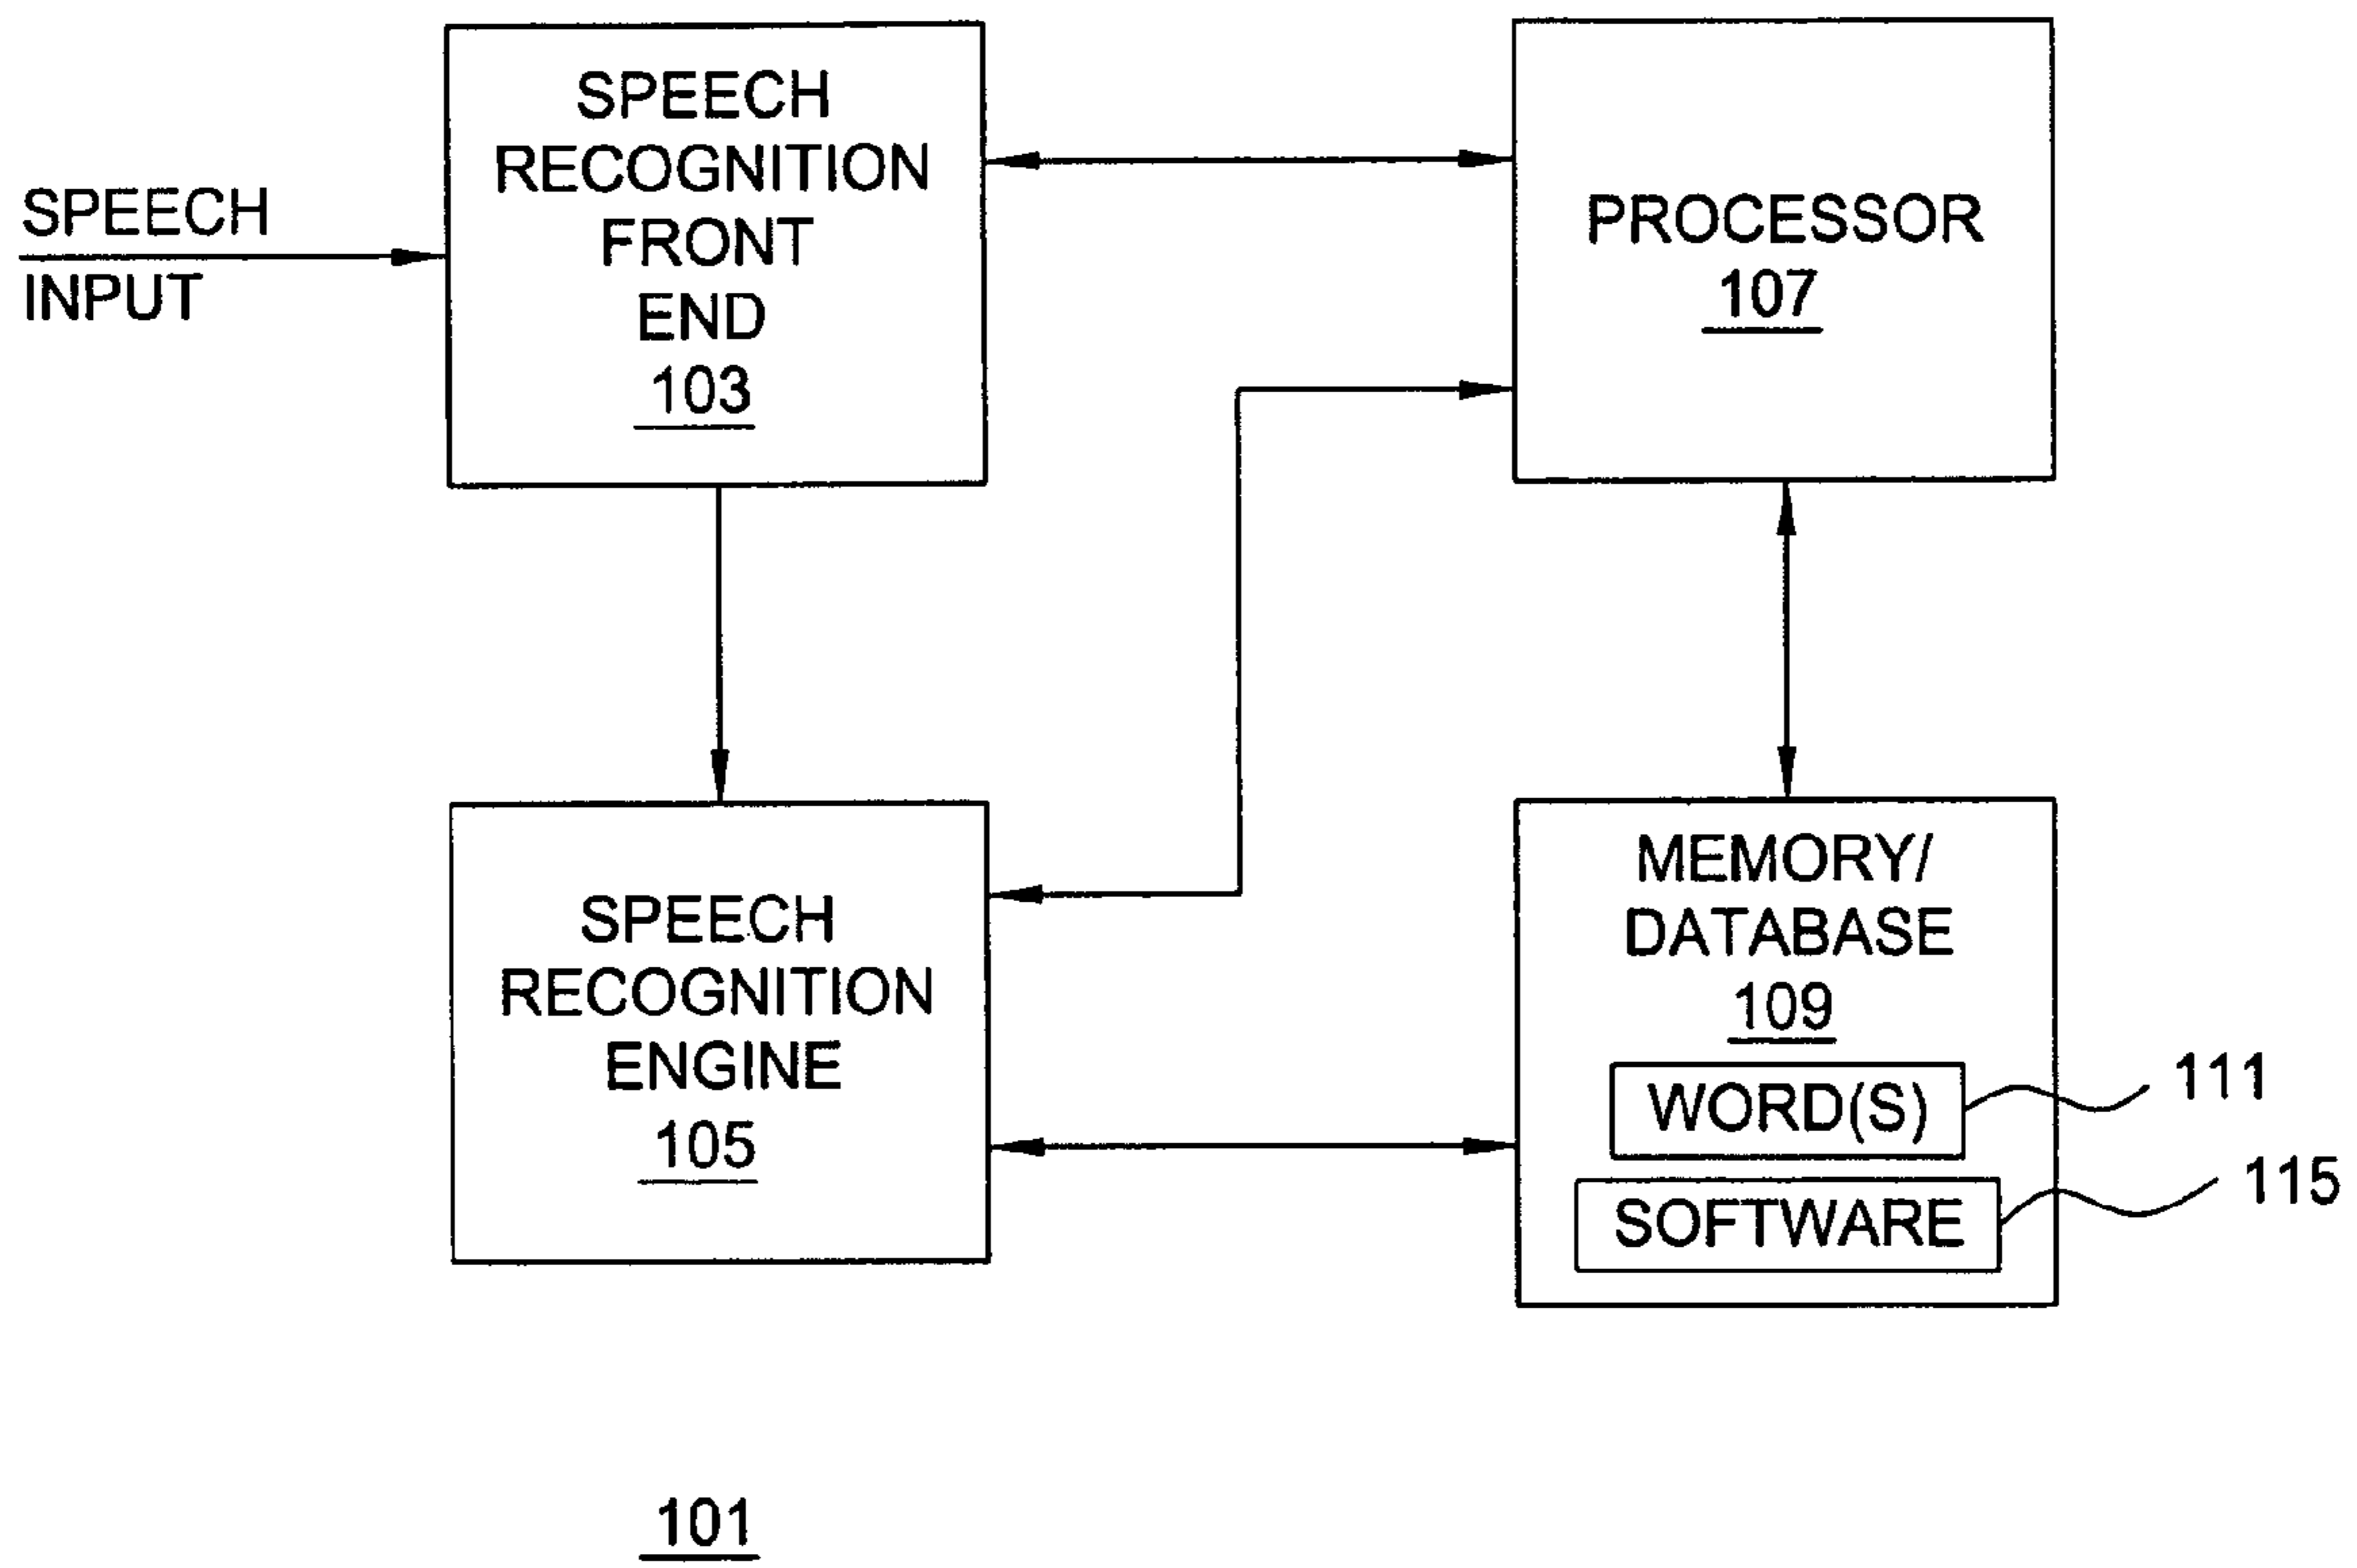 SPEECH
INPUT
SPEECH
RECOGNITION
FRONT
END
103
PROCESSOR
107
SPEECH
RECOGNITION
ENGINE
105
MEMORY/
DATABASE
109
WORD(S)
111
SOFTWARE
115
101